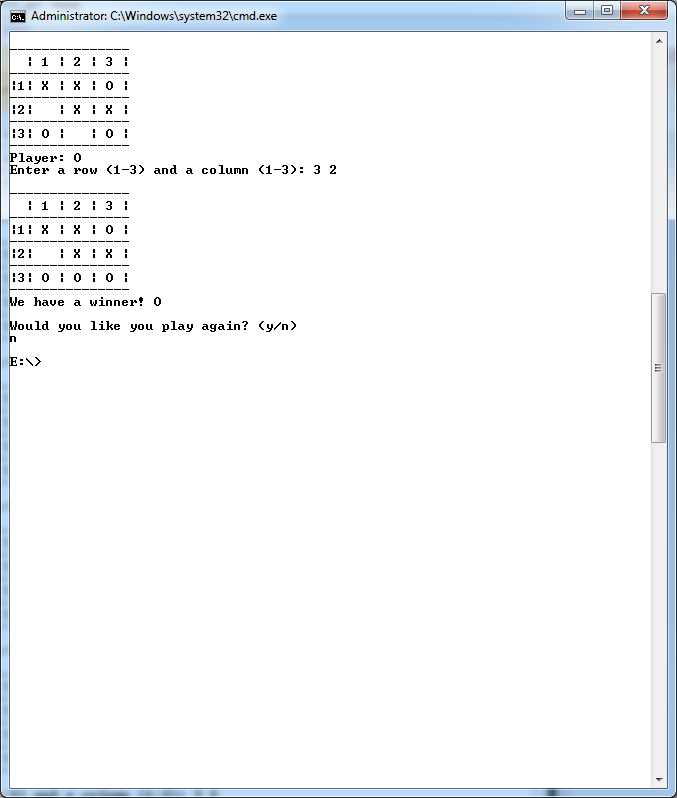 Administrator: C:\Windows\system32\cmd.exe
---------------
  ¦ 1 ¦ 2 ¦ 3 ¦
---------------
¦1¦ X ¦ X ¦ O ¦
---------------
¦2¦   ¦ X ¦ X ¦
---------------
¦3¦ O ¦   ¦ O ¦
---------------
Player: O
Enter a row (1-3) and a column (1-3): 3 2
---------------
  ¦ 1 ¦ 2 ¦ 3 ¦
---------------
¦1¦ X ¦ X ¦ O ¦
---------------
¦2¦   ¦ X ¦ X ¦
---------------
¦3¦ O ¦ O ¦ O ¦
---------------
We have a winner! O
Would you like you play again? (y/n)
n
E:\>